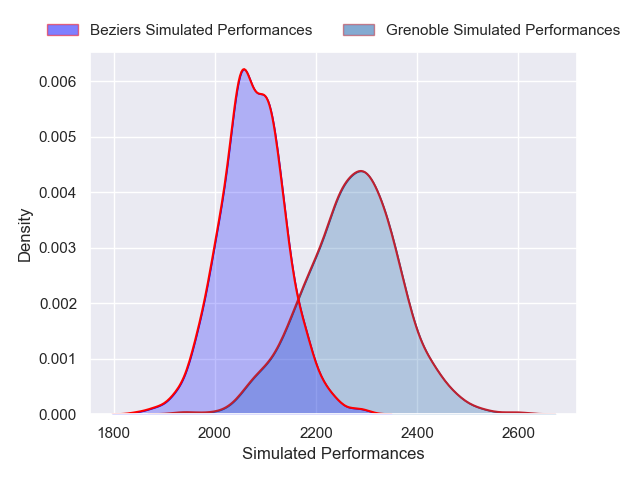 Beziers Simulated Performances Grenoble Simulated Performances
0.006
0.005
0.004
0.003
0.002
0.001
0.000
Density
1800 2000 2200 2400 2600
Simulated Performances